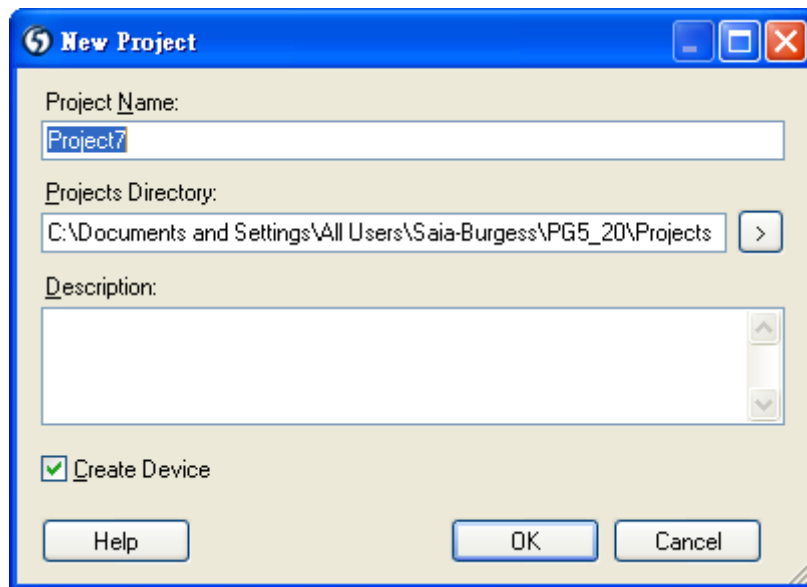 New Project
Project Name:
Project7
Projects Directory:
C:\Documents and Settings\All Users\Saia-Burgess\PG5_20\Projects
>
Description:
Create Device
Help
OK
Cancel